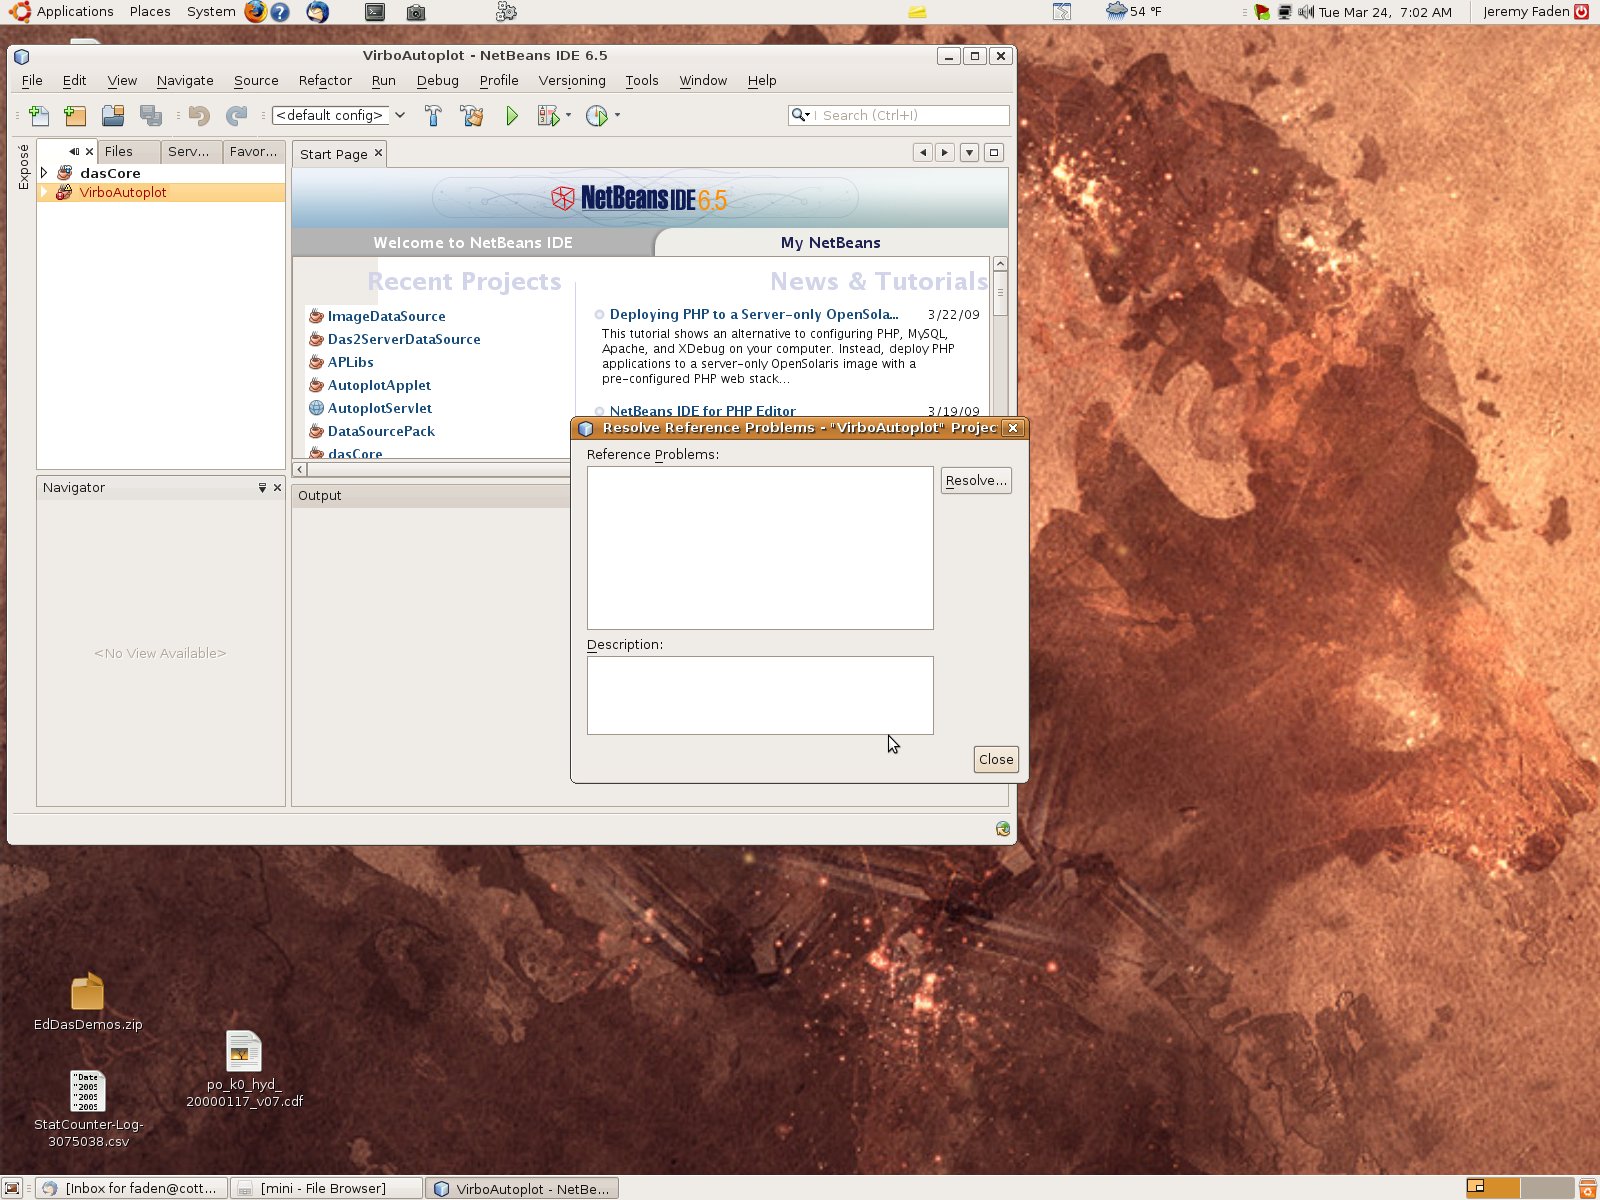 Applications Places System
54 °F
Tue Mar 24, 7:02 AM
Jeremy Faden
VirboAutoplot - NetBeans IDE 6.5
File Edit View Navigate Source Refactor Run Debug Profile Versioning Tools Window Help
<default config>
Search (Ctrl+I)
Exposé
Files Serv... Favor...
dasCore
VirboAutoplot
Start Page
NetBeans IDE 6.5
Welcome to NetBeans IDE
My NetBeans
Recent Projects
ImageDataSource
Das2ServerDataSource
APLibs
AutoplotApplet
AutoplotServlet
DataSourcePack
dasCore
News & Tutorials
Deploying PHP to a Server-only OpenSola... 3/22/09
This tutorial shows an alternative to configuring PHP, MySQL,
Apache, and XDebug on your computer. Instead, deploy PHP
applications to a server-only OpenSolaris image with a
pre-configured PHP web stack...
NetBeans IDE for PHP Editor 3/19/09
Navigator
<No View Available>
Output
Resolve Reference Problems - "VirboAutoplot" Projec
Reference Problems:
Resolve...
Description:
Close
EdDasDemos.zip
po_k0_hyd_
20000117_v07.cdf
"Date
"2005
"2005
"2005
StatCounter-Log-
3075038.csv
[Inbox for faden@cott...
[mini - File Browser]
VirboAutoplot - NetBe...